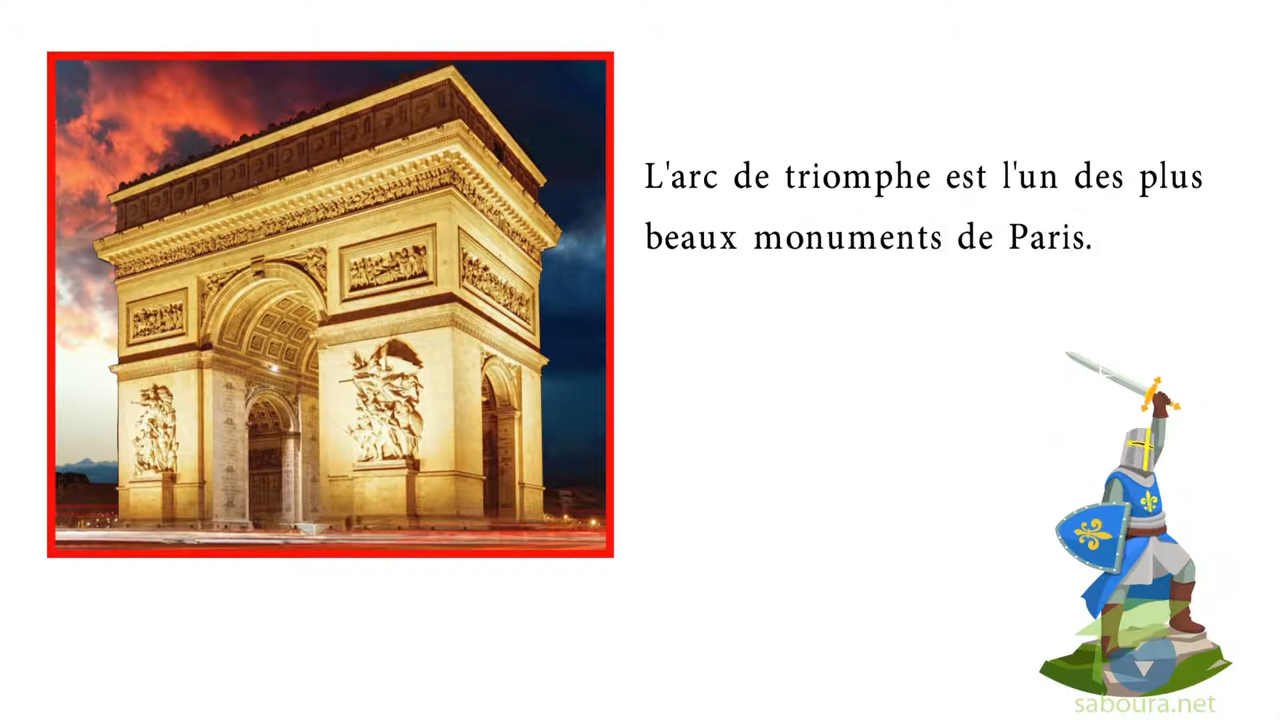 L'arc de triomphe est l'un des plus
beaux monuments de Paris.
saboura.net